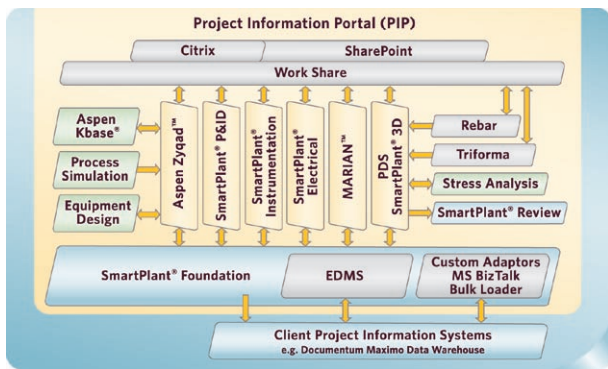 Project Information Portal (PIP)
Citrix
SharePoint
Work Share
Aspen
Kbase®
Process
Simulation
Equipment
Design
Aspen Zyqad™
SmartPlant® P&ID
SmartPlant®
Instrumentation
SmartPlant®
Electrical
MARIAN™
PDS
SmartPlant® 3D
Rebar
Triforma
Stress Analysis
SmartPlant® Review
SmartPlant® Foundation
EDMS
Custom Adaptors
MS BizTalk
Bulk Loader
Client Project Information Systems
e.g. Documentum Maximo Data Warehouse